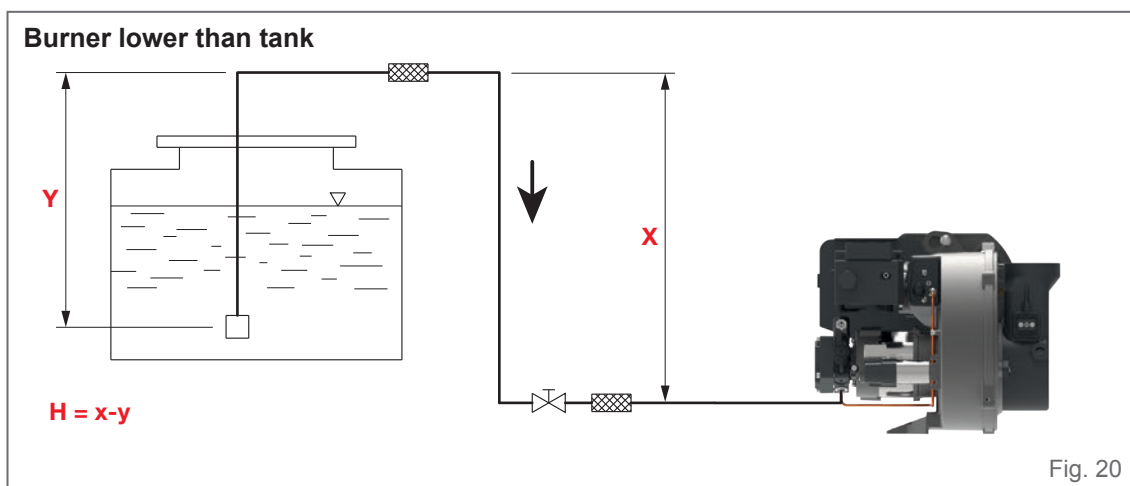 Burner lower than tank
Y
X
H = x-y
Fig. 20